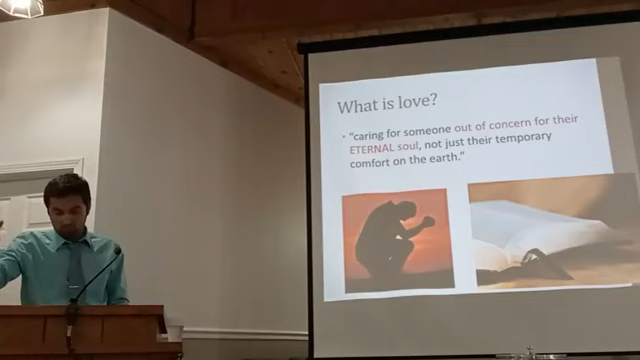 What is love?
• “caring for someone out of concern for their
ETERNAL soul, not just their temporary
comfort on the earth.”